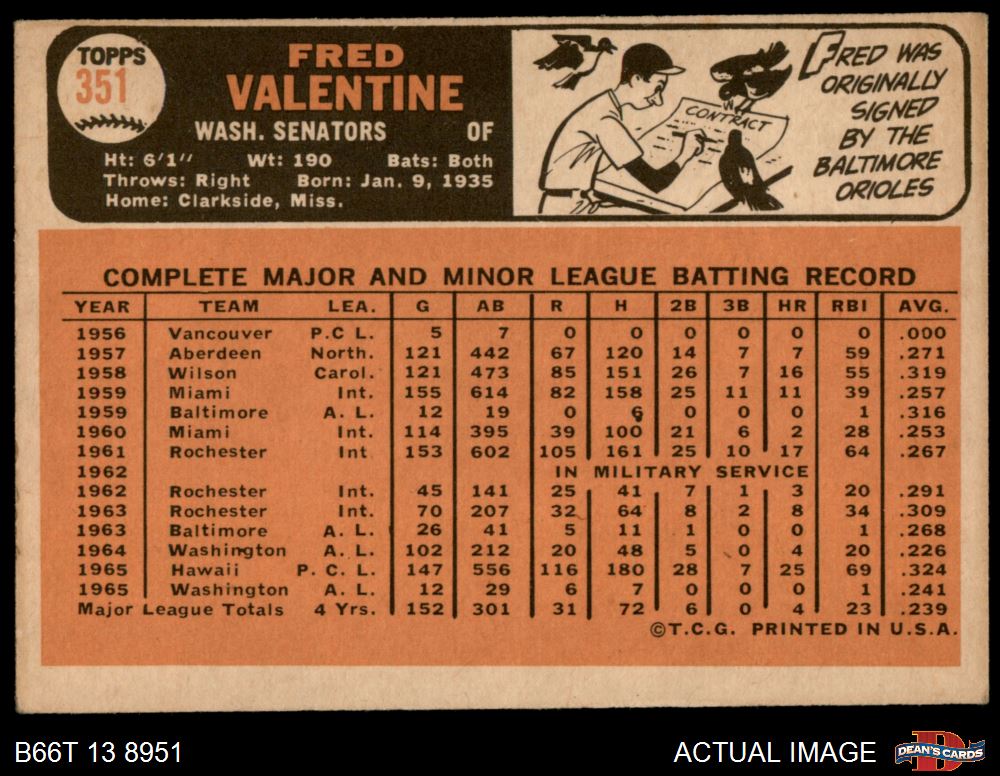 TOPPS
351
FRED
VALENTINE
WASH. SENATORS OF
Ht: 6'1" Wt: 190 Bats: Both
Throws: Right Born: Jan. 9, 1935
Home: Clarkside, Miss.
CONTRACT
FRED WAS
ORIGINALLY
SIGNED
BY THE
BALTIMORE
ORIOLES
COMPLETE MAJOR AND MINOR LEAGUE BATTING RECORD
YEAR TEAM LEA. G AB R H 2B 3B HR RBI AVG.
1956 Vancouver P.C L. 5 7 0 0 0 0 0 0 .000
1957 Aberdeen North. 121 442 67 120 14 7 7 59 .271
1958 Wilson Carol. 121 473 85 151 26 7 16 55 .319
1959 Miami Int. 155 614 82 158 25 11 11 39 .257
1959 Baltimore A. L. 12 19 0 6 0 0 0 1 .316
1960 Miami Int. 114 395 39 100 21 6 2 28 .253
1961 Rochester Int 153 602 105 161 25 10 17 64 .267
1962 IN MILITARY SERVICE
1962 Rochester Int. 45 141 25 41 7 1 3 20 .291
1963 Rochester Int. 70 207 32 64 8 2 8 34 .309
1963 Baltimore A. L. 26 41 5 11 1 0 0 1 .268
1964 Washington A. L. 102 212 20 48 5 0 4 20 .226
1965 Hawaii P. C. L. 147 556 116 180 28 7 25 69 .324
1965 Washington A. L. 12 29 6 7 0 0 0 1 .241
Major League Totals 4 Yrs. 152 301 31 72 6 0 4 23 .239
©T.C.G. PRINTED IN U.S.A.
B66T 13 8951 ACTUAL IMAGE DEAN'S CARDS